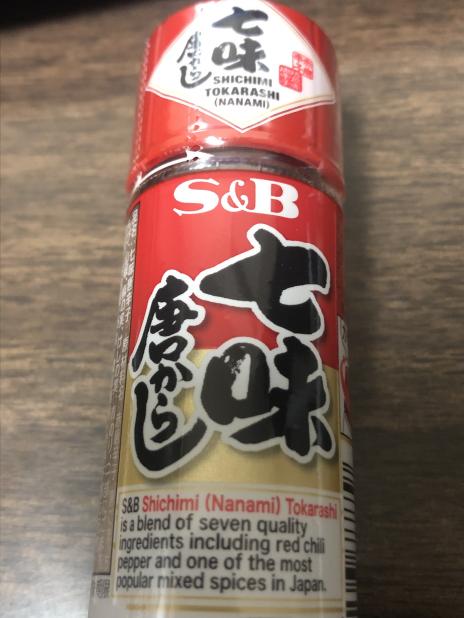 七味
唐からし
SHICHIMI
TOKARASHI
(NANAMI)
S&B
七味
唐からし
S&B Shichimi (Nanami) Tokarashi
is a blend of seven quality
ingredients including red chili
pepper and one of the most
popular mixed spices in Japan.